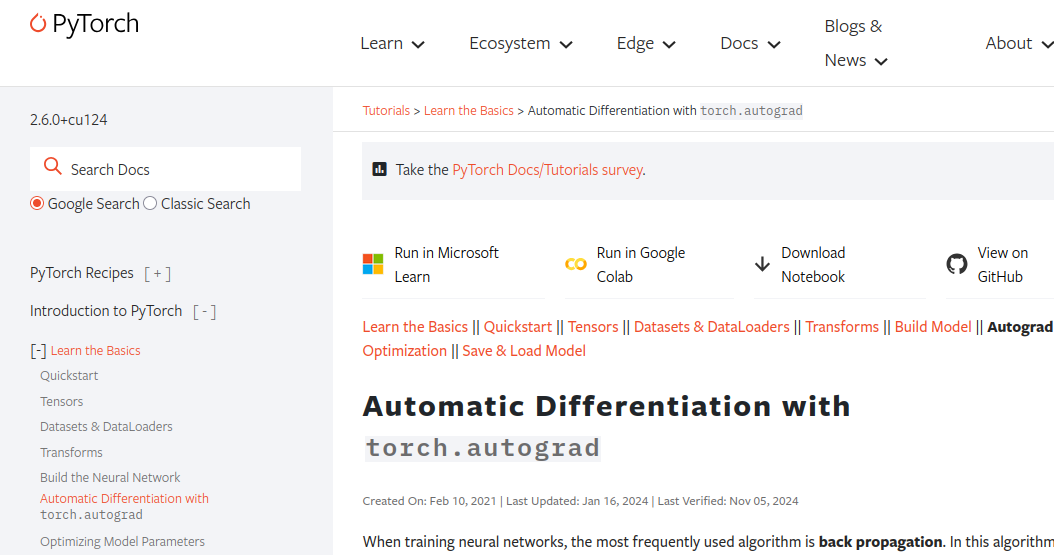 PyTorch
Learn
Ecosystem
Edge
Docs
Blogs &
News
About
2.6.0+cu124
Search Docs
Google Search Classic Search
PyTorch Recipes [ + ]
Introduction to PyTorch [ - ]
[-] Learn the Basics
Quickstart
Tensors
Datasets & DataLoaders
Transforms
Build the Neural Network
Automatic Differentiation with
torch.autograd
Optimizing Model Parameters
Tutorials > Learn the Basics > Automatic Differentiation with torch.autograd
Take the PyTorch Docs/Tutorials survey.
Run in Microsoft
Learn
Run in Google
Colab
Download
Notebook
View on
GitHub
Learn the Basics || Quickstart || Tensors || Datasets & DataLoaders || Transforms || Build Model || Autograd
Optimization || Save & Load Model
Automatic Differentiation with
torch.autograd
Created On: Feb 10, 2021 | Last Updated: Jan 16, 2024 | Last Verified: Nov 05, 2024
When training neural networks, the most frequently used algorithm is back propagation. In this algorithm